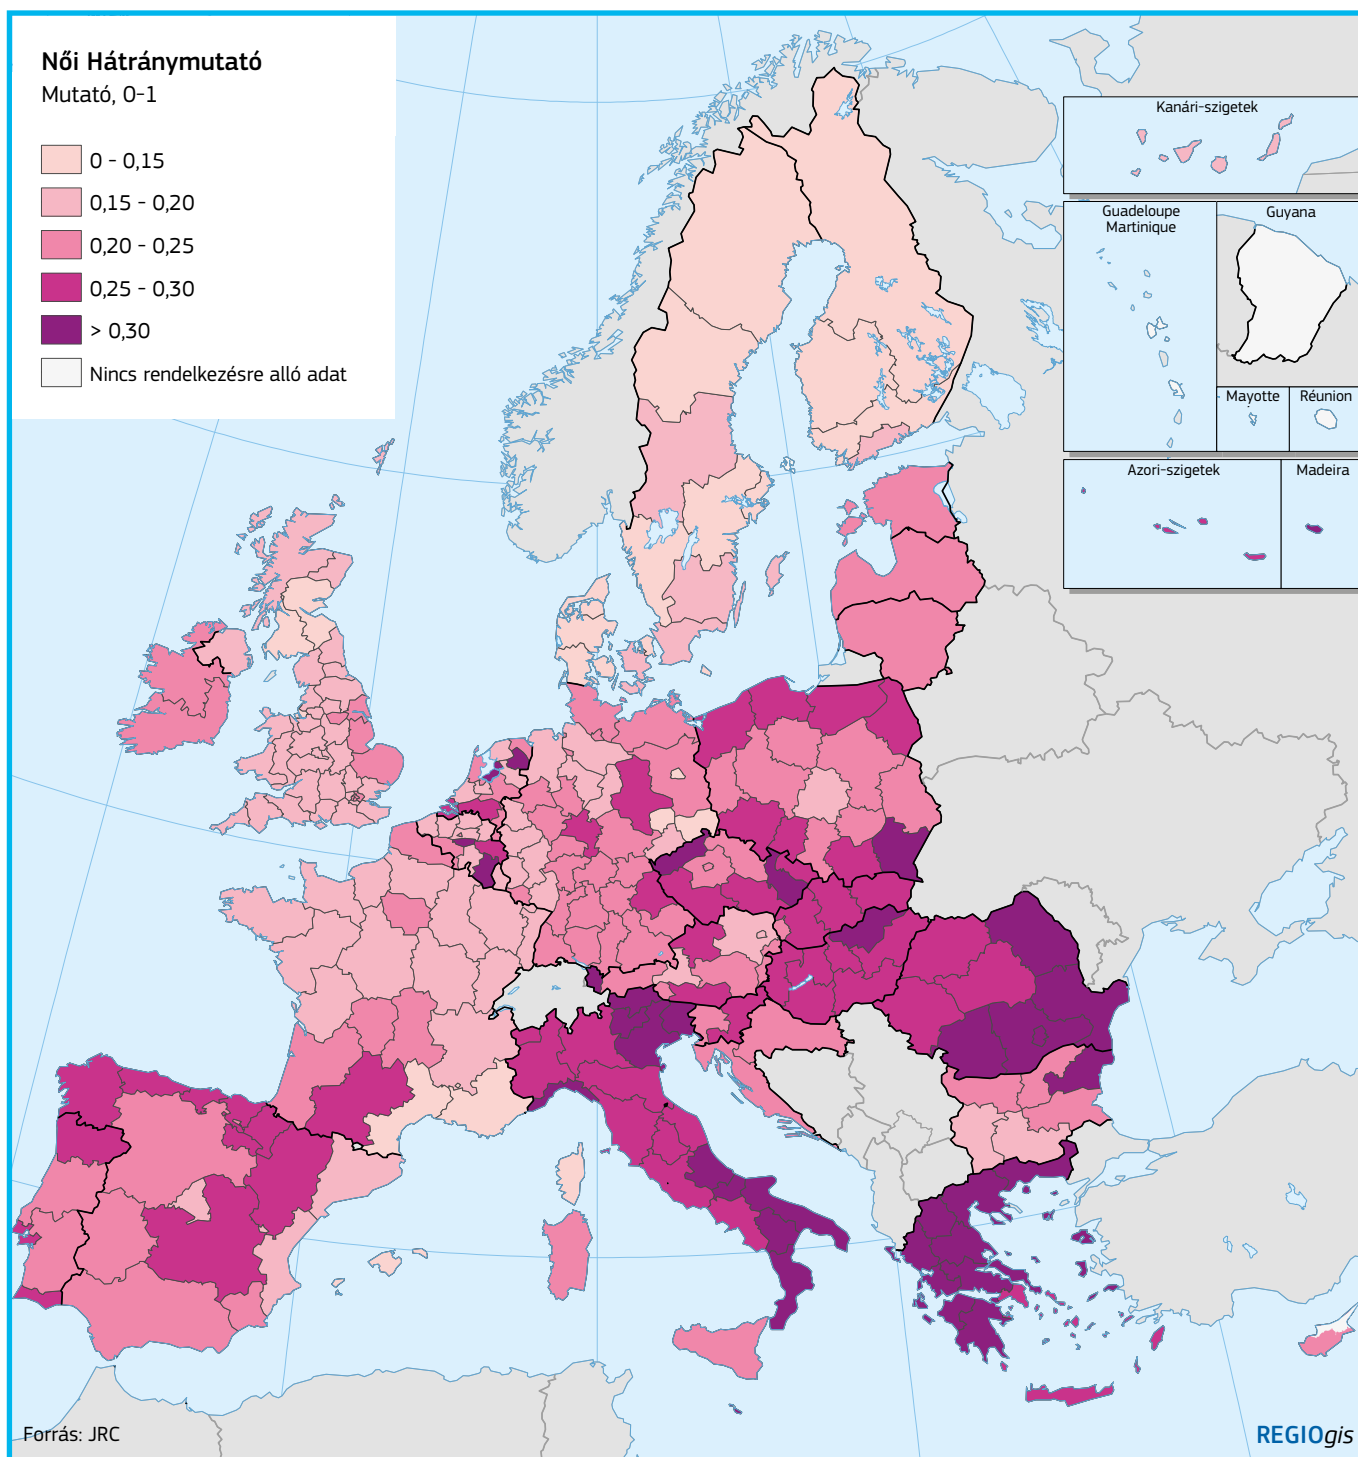 Női Hátránymutató
Mutató, 0-1
0 - 0,15
0,15 - 0,20
0,20 - 0,25
0,25 - 0,30
> 0,30
Nincs rendelkezésre álló adat
Kanári-szigetek
Guadeloupe
Martinique
Guyana
Mayotte
Réunion
Azori-szigetek
Madeira
Forrás: JRC
REGIOgis